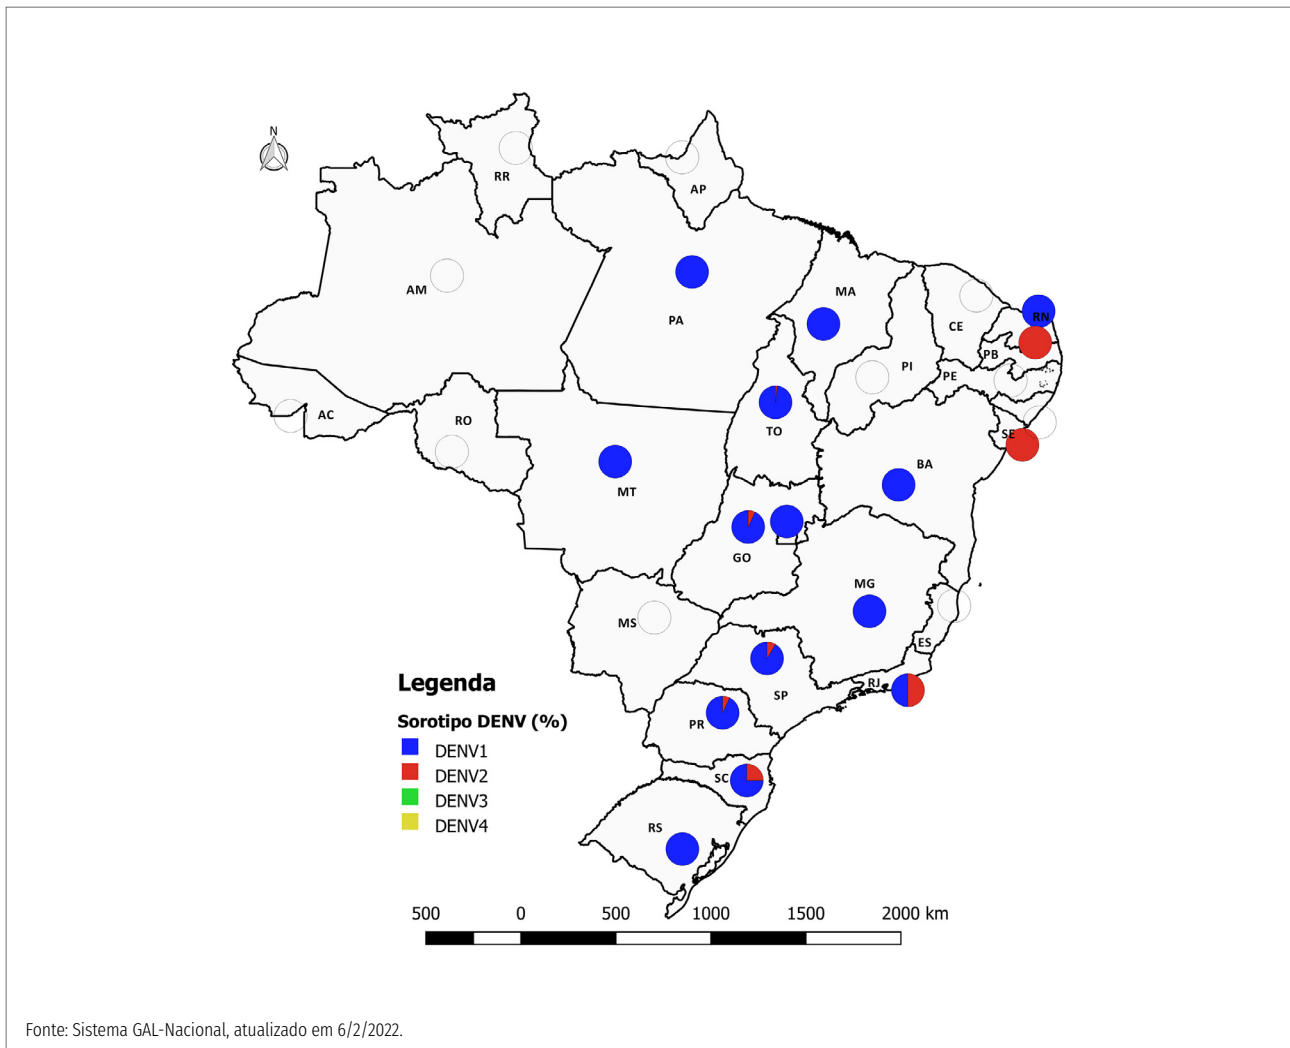 N
RR
AP
AM
PA
MA
CE
RN
PB
PI
PE
AC
RO
TO
SE
BA
MT
GO
MG
MS
ES
RJ
SP
PR
SC
RS
Legenda
Sorotipo DENV (%)
DENV1
DENV2
DENV3
DENV4
500 0 500 1000 1500 2000 km
Fonte: Sistema GAL-Nacional, atualizado em 6/2/2022.